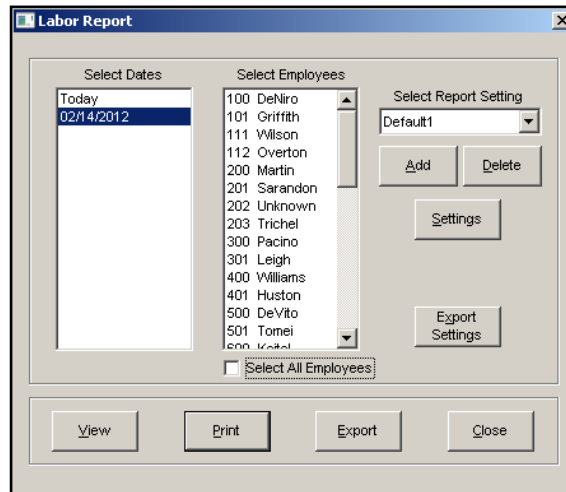 Labor Report
Select Dates
Today
02/14/2012
Select Employees
100 DeNiro
101 Griffith
111 Wilson
112 Overton
200 Martin
201 Sarandon
202 Unknown
203 Trichel
300 Pacino
301 Leigh
400 Williams
401 Huston
500 DeVito
501 Tomei
600 Keitel
Select All Employees
Select Report Setting
Default1
Add Delete
Settings
Export
Settings
View Print Export Close